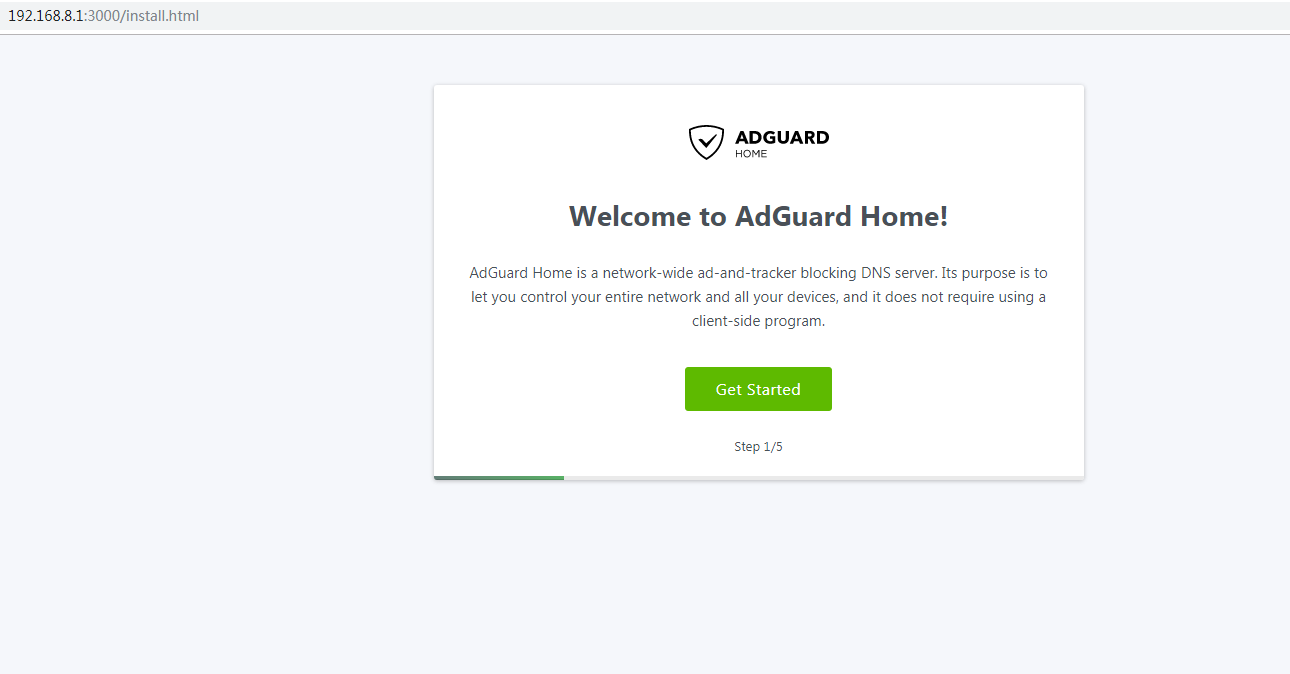 192.168.8.1:3000/install.html
ADGUARD
HOME
Welcome to AdGuard Home!
AdGuard Home is a network-wide ad-and-tracker blocking DNS server. Its purpose is to
let you control your entire network and all your devices, and it does not require using a
client-side program.
Get Started
Step 1/5